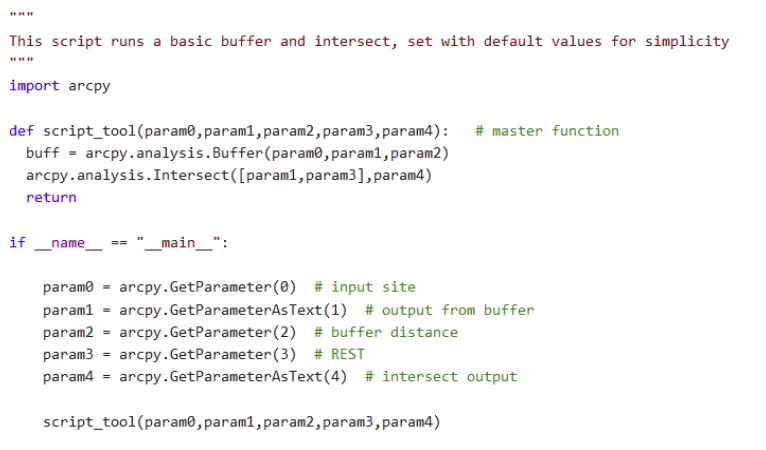 """
This script runs a basic buffer and intersect, set with default values for simplicity
"""
import arcpy

def script_tool(param0,param1,param2,param3,param4):   # master function
  buff = arcpy.analysis.Buffer(param0,param1,param2)
  arcpy.analysis.Intersect([param1,param3],param4)
  return

if __name__ == "__main__":

    param0 = arcpy.GetParameter(0)  # input site
    param1 = arcpy.GetParameterAsText(1)  # output from buffer
    param2 = arcpy.GetParameter(2)  # buffer distance
    param3 = arcpy.GetParameter(3)  # REST
    param4 = arcpy.GetParameterAsText(4)  # intersect output

    script_tool(param0,param1,param2,param3,param4)